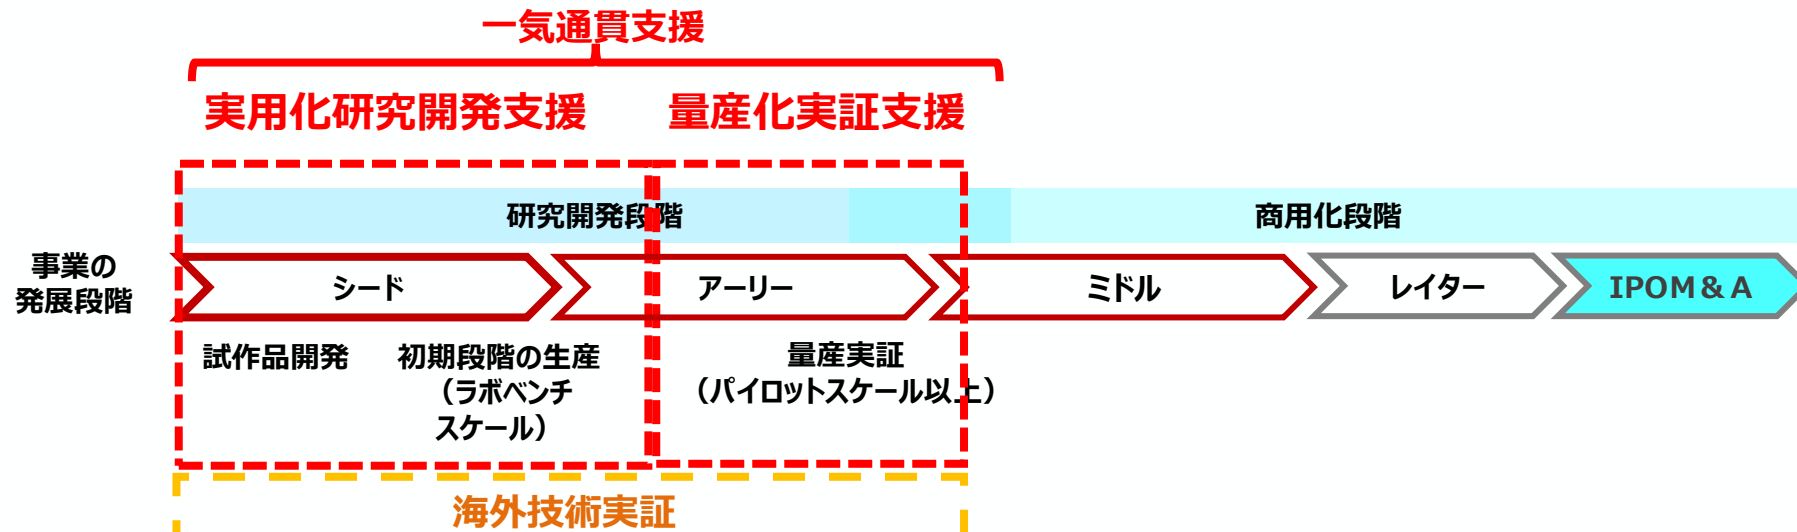 一気通貫支援
実用化研究開発支援
量産化実証支援
研究開発段階
商用化段階
事業の
発展段階
シード
アーリー
ミドル
レイター
IPOM＆A
試作品開発
初期段階の生産
（ラボベンチ
スケール）
量産実証
（パイロットスケール以上）
海外技術実証